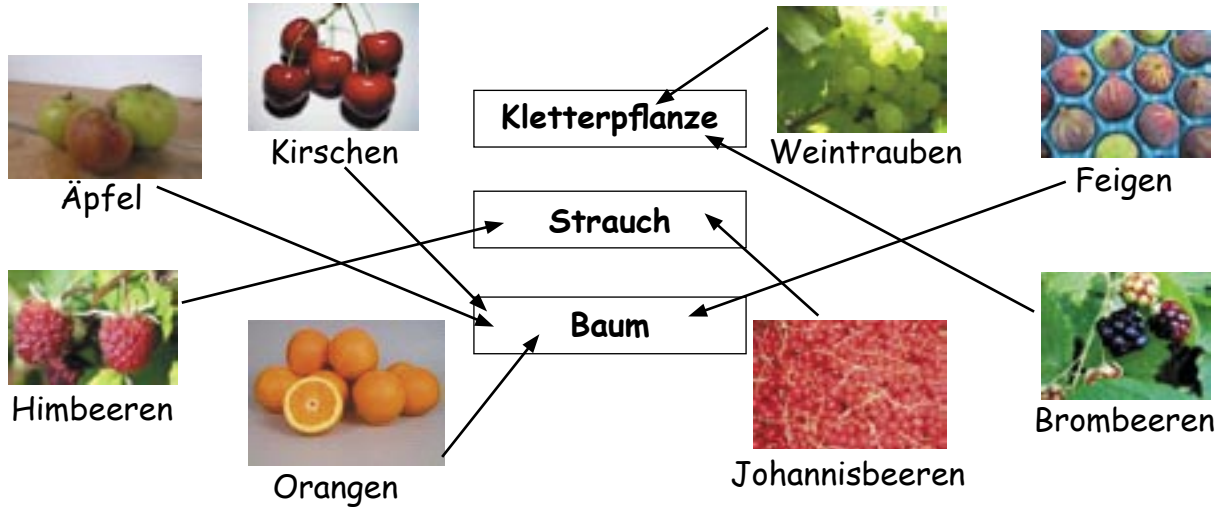 Kletterpflanze
Kirschen
Weintrauben
Feigen
Äpfel
Strauch
Baum
Himbeeren
Brombeeren
Johannisbeeren
Orangen